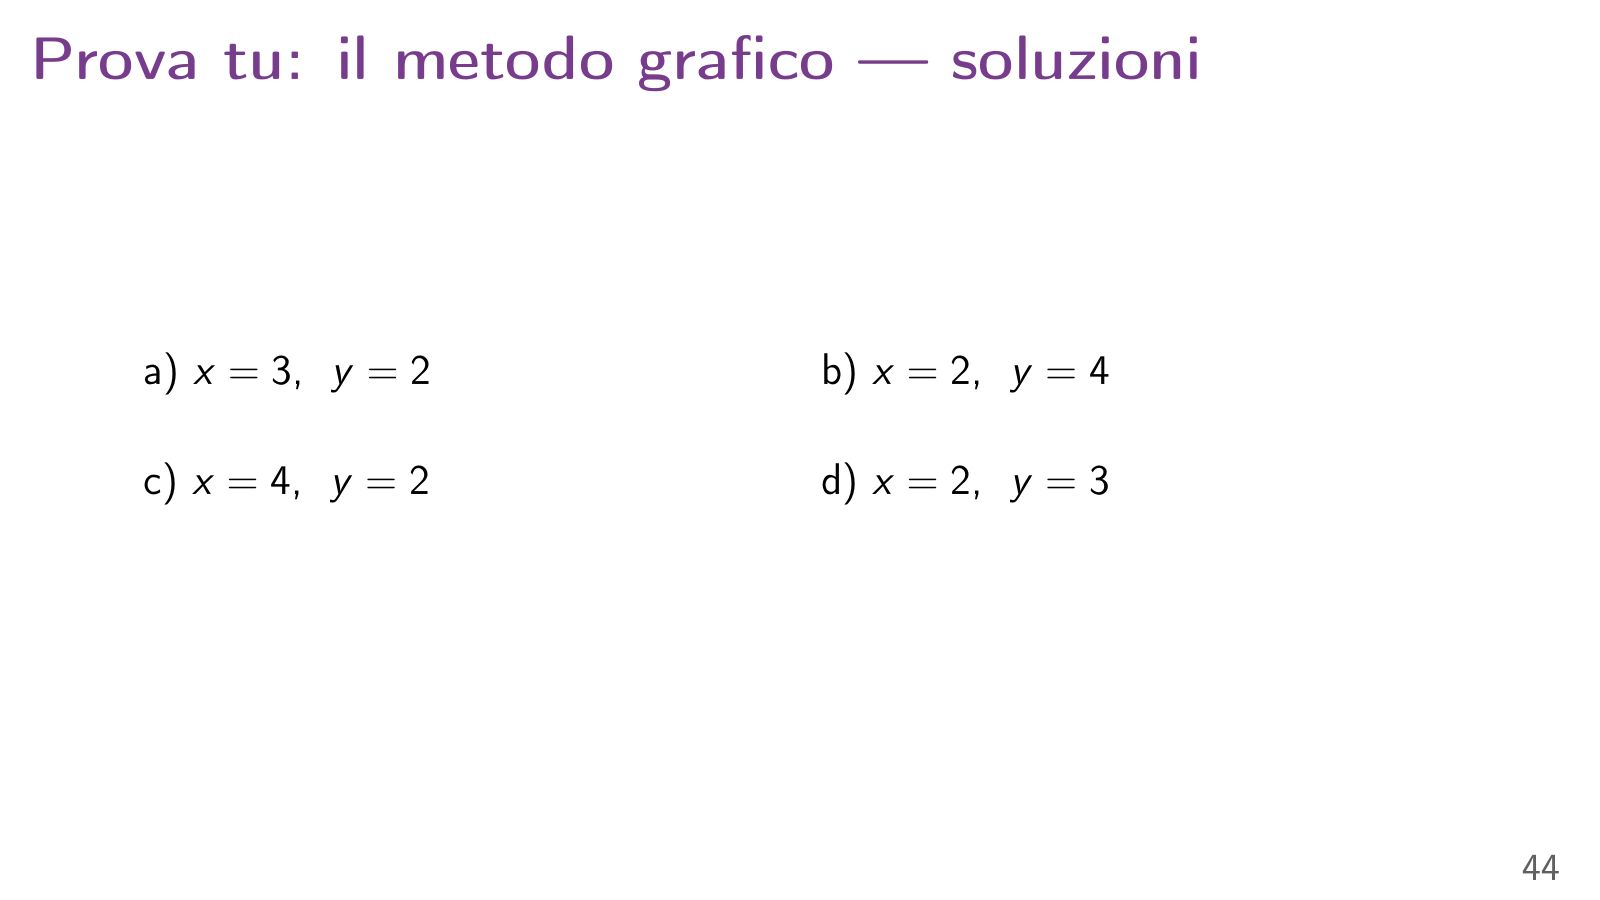 Prova tu: il metodo grafico — soluzioni
a) x = 3, y = 2
b) x = 2, y = 4
c) x = 4, y = 2
d) x = 2, y = 3
44